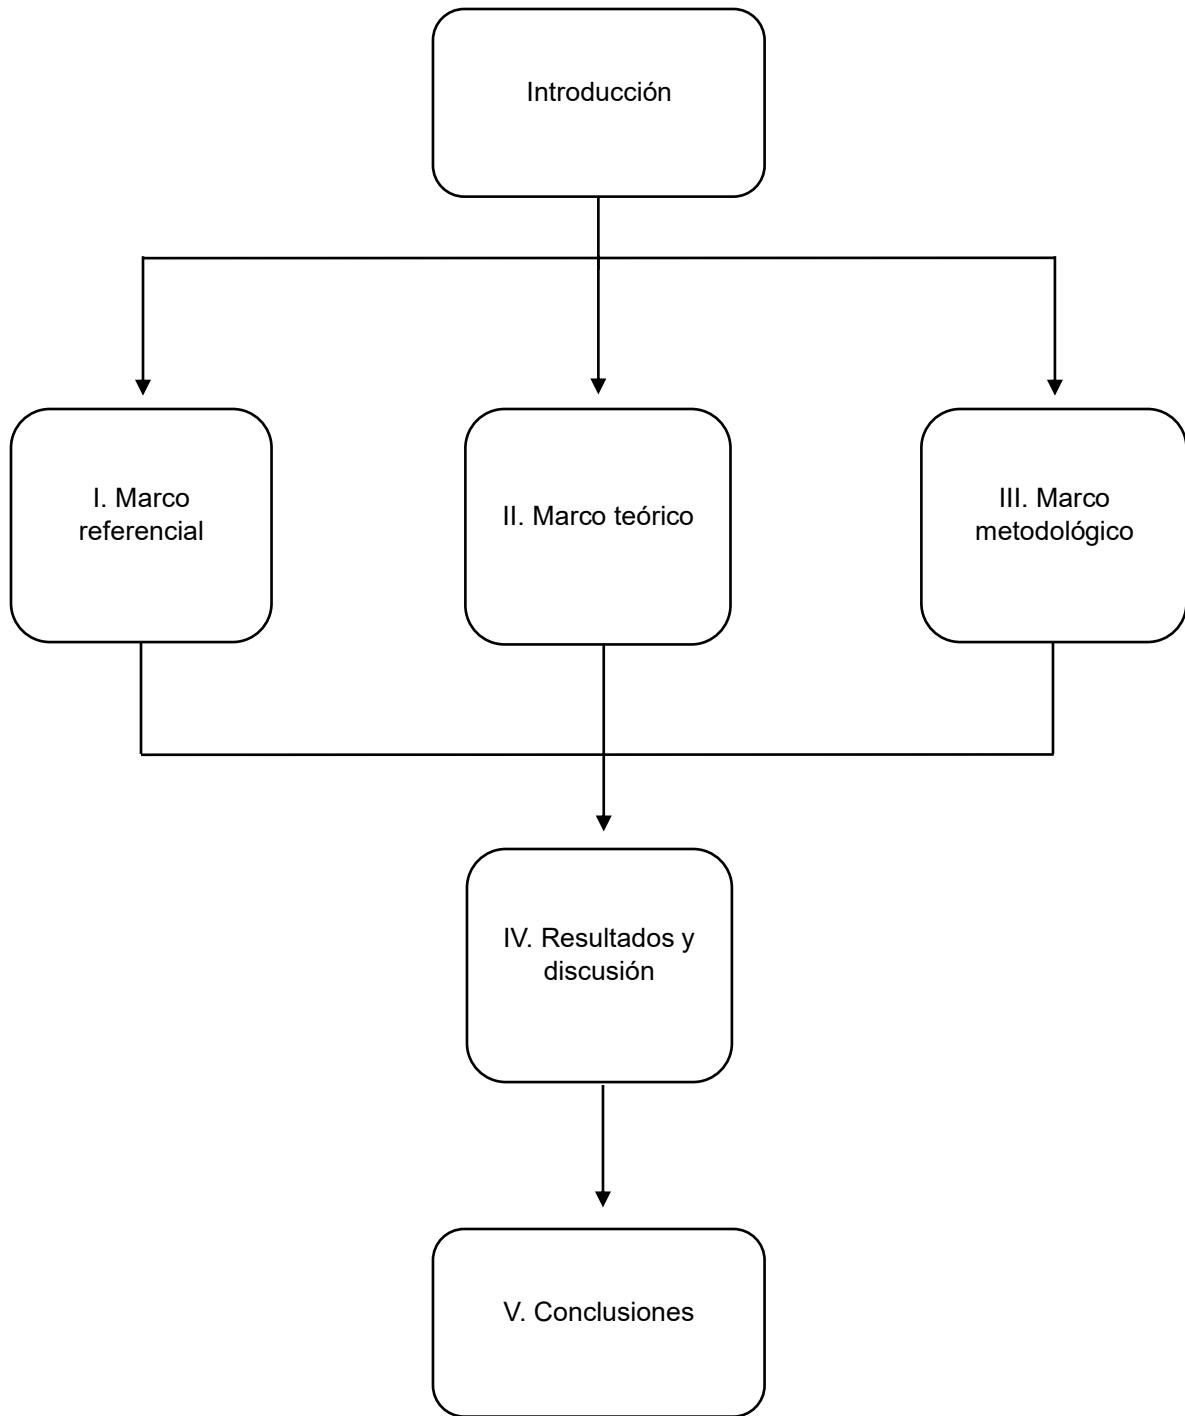 Introducción
I. Marco
referencial
II. Marco teórico
III. Marco
metodológico
IV. Resultados y
discusión
V. Conclusiones